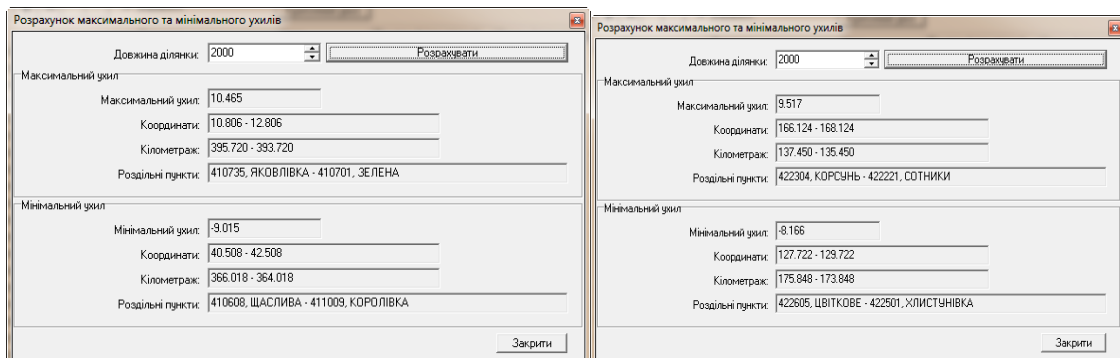 Розрахунок максимального та мінімального ухилів
Довжина ділянки: 2000 Розрахувати
Максимальний ухил
Максимальний ухил: 10.465
Координати: 10.806 - 12.806
Кілометраж: 395.720 - 393.720
Роздільні пункти: 410735, ЯКОВЛІВКА - 410701, ЗЕЛЕНА
Мінімальний ухил
Мінімальний ухил: -9.015
Координати: 40.508 - 42.508
Кілометраж: 366.018 - 364.018
Роздільні пункти: 410608, ЩАСЛИВА - 411009, КОРОЛІВКА
Закрити
Розрахунок максимального та мінімального ухилів
Довжина ділянки: 2000 Розрахувати
Максимальний ухил
Максимальний ухил: 9.517
Координати: 166.124 - 168.124
Кілометраж: 137.450 - 135.450
Роздільні пункти: 422304, КОРСУНЬ - 422221, СОТНИКИ
Мінімальний ухил
Мінімальний ухил: -8.166
Координати: 127.722 - 129.722
Кілометраж: 175.848 - 173.848
Роздільні пункти: 422605, ЦВІТКОВЕ - 422501, ХЛИСТУНІВКА
Закрити